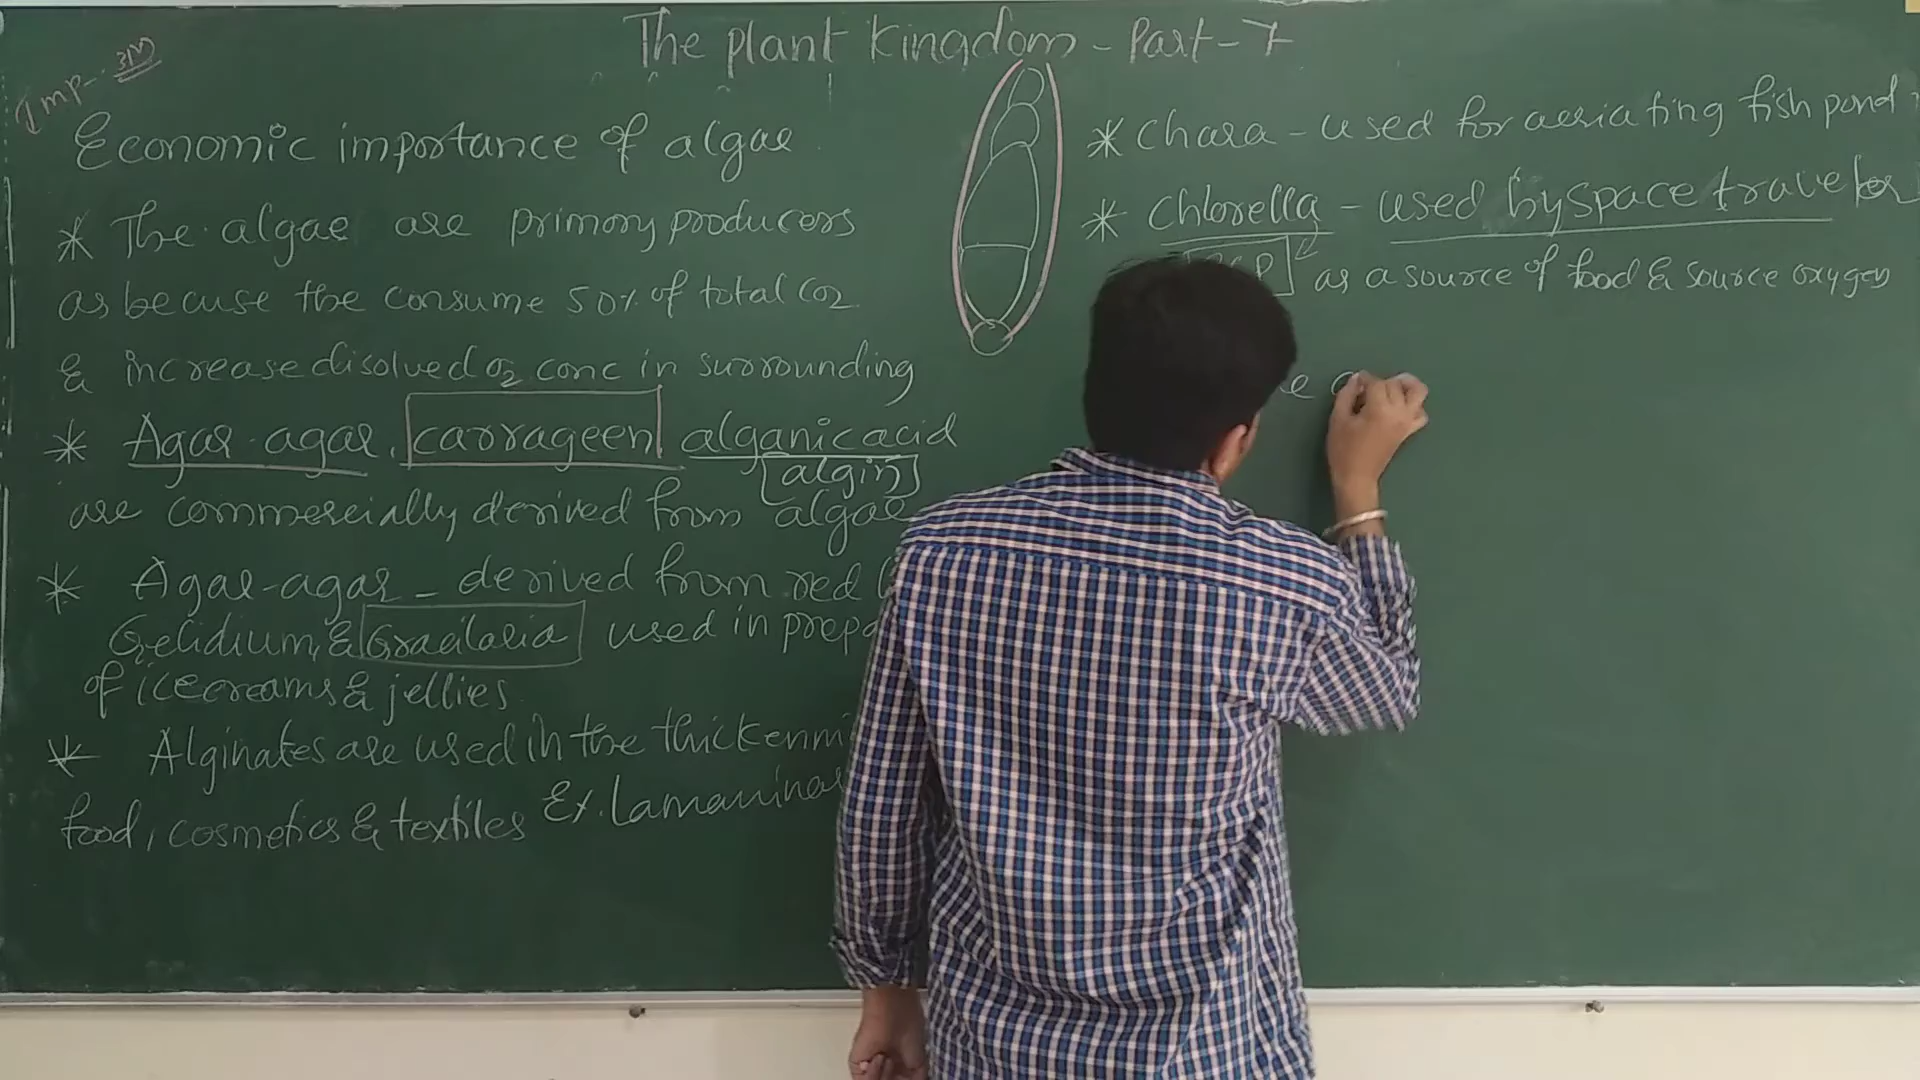 The plant Kingdom - Part-7
Imp- 3M
Economic importance of algae
* The algae are primary producers
as becuse the consume 50% of total CO2
& increase disolved O2 conc in surrounding
* Agar agar, carrageen alganic acid
[algin]
are commercially derived from algae
* Agar-agar - derived from red
Gelidium, & Gracilaria used in prepa
of icecreams & jellies
* Alginates are used in the thickenni
food, cosmetics & textiles Ex. Lamaninar
* Chara - used for aeriating fish pond
* Chlorella - used by space traveler
as a source of food & source oxygen